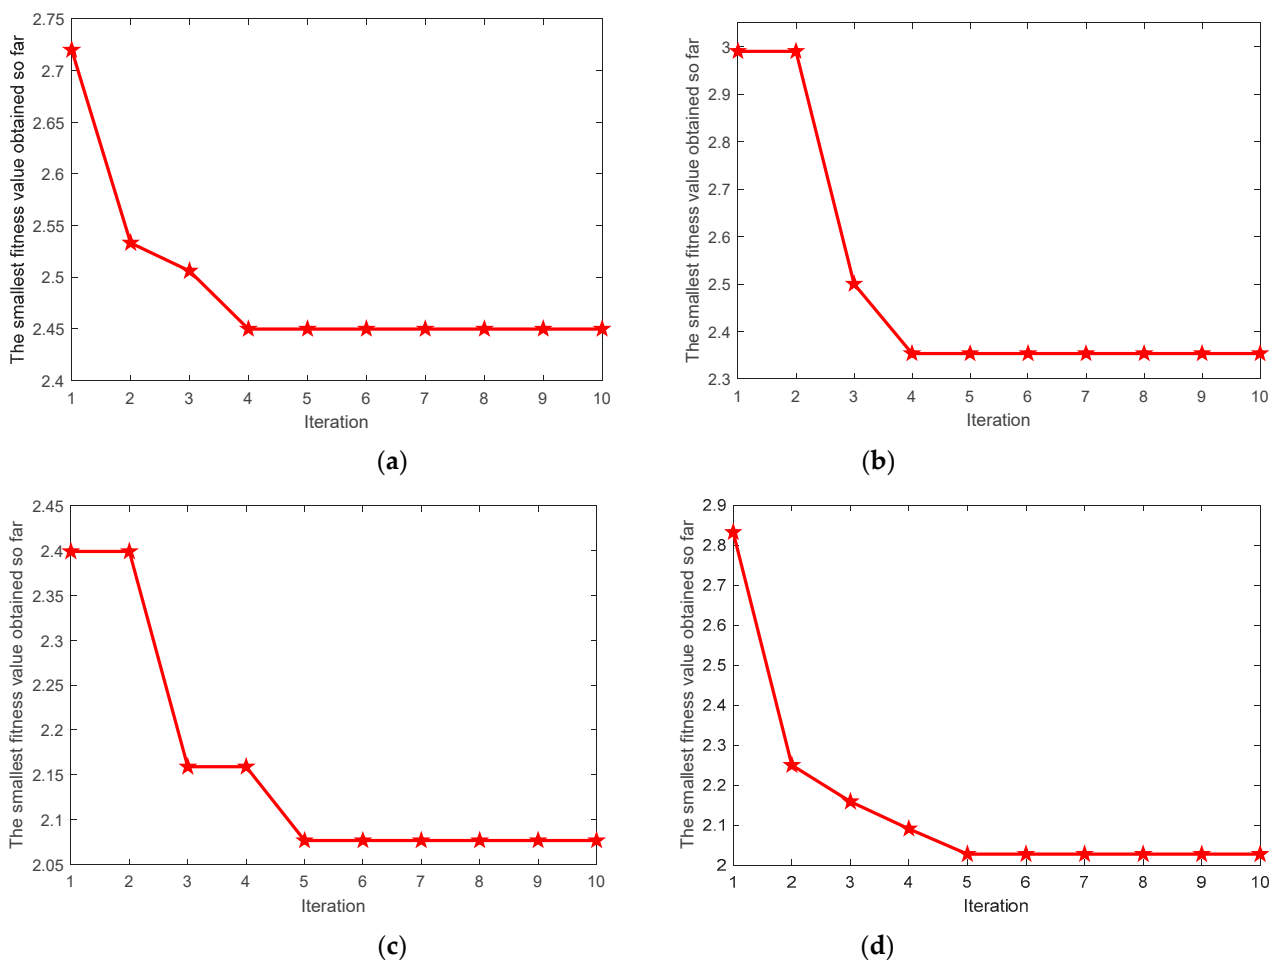 The smallest fitness value obtained so far
2.75
2.7
2.65
2.6
2.55
2.5
2.45
2.4
1 2 3 4 5 6 7 8 9 10
Iteration
(a)
The smallest fitness value obtained so far
3
2.9
2.8
2.7
2.6
2.5
2.4
2.3
1 2 3 4 5 6 7 8 9 10
Iteration
(b)
The smallest fitness value obtained so far
2.45
2.4
2.35
2.3
2.25
2.2
2.15
2.1
2.05
1 2 3 4 5 6 7 8 9 10
Iteration
(c)
The smallest fitness value obtained so far
2.9
2.8
2.7
2.6
2.5
2.4
2.3
2.2
2.1
2
1 2 3 4 5 6 7 8 9 10
Iteration
(d)